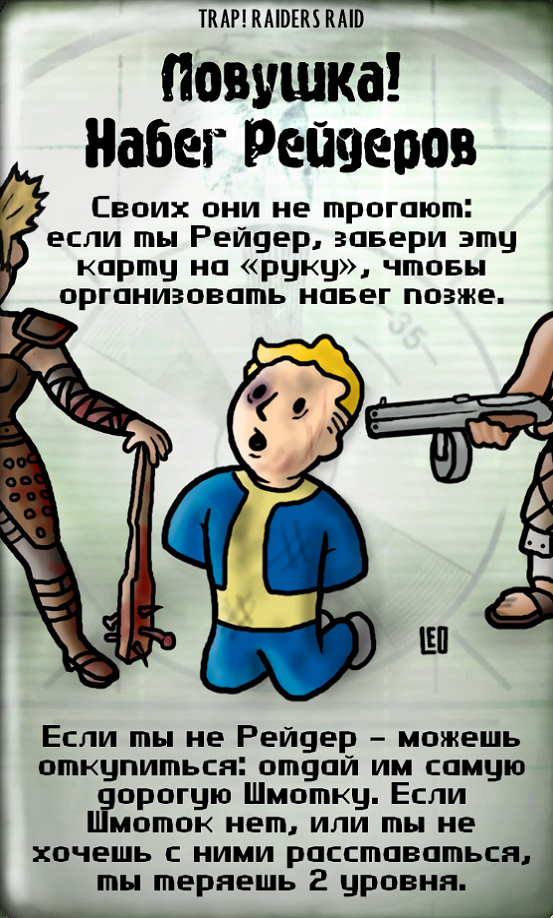 TRAP! RAIDERS RAID
Ловушка!
Набег Рейдеров
Своих они не трогают:
если ты Рейдер, забери эту
карту на «руку», чтобы
организовать набег позже.
35
LEO
Если ты не Рейдер – можешь
откупиться: отдай им самую
дорогую Шмотку. Если
Шмоток нет, или ты не
хочешь с ними расставаться,
ты теряешь 2 уровня.